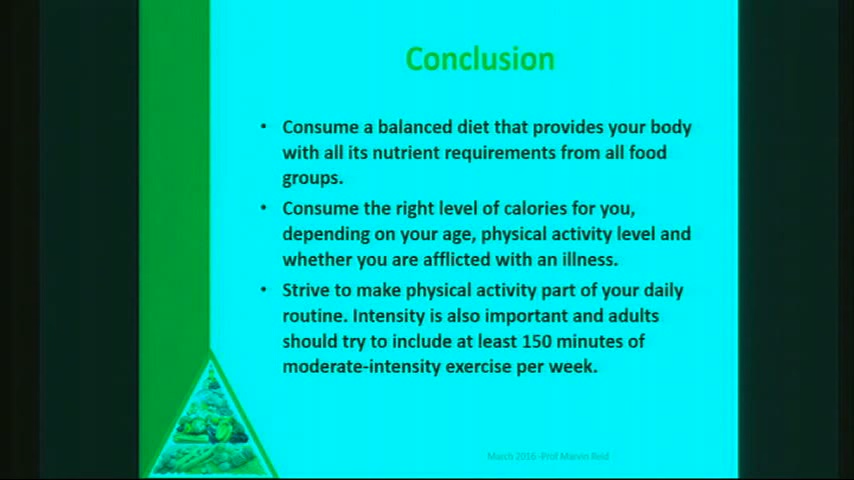 Conclusion
• Consume a balanced diet that provides your body
with all its nutrient requirements from all food
groups.
• Consume the right level of calories for you,
depending on your age, physical activity level and
whether you are afflicted with an illness.
• Strive to make physical activity part of your daily
routine. Intensity is also important and adults
should try to include at least 150 minutes of
moderate-intensity exercise per week.
March 2016 -Prof Marvin Reid